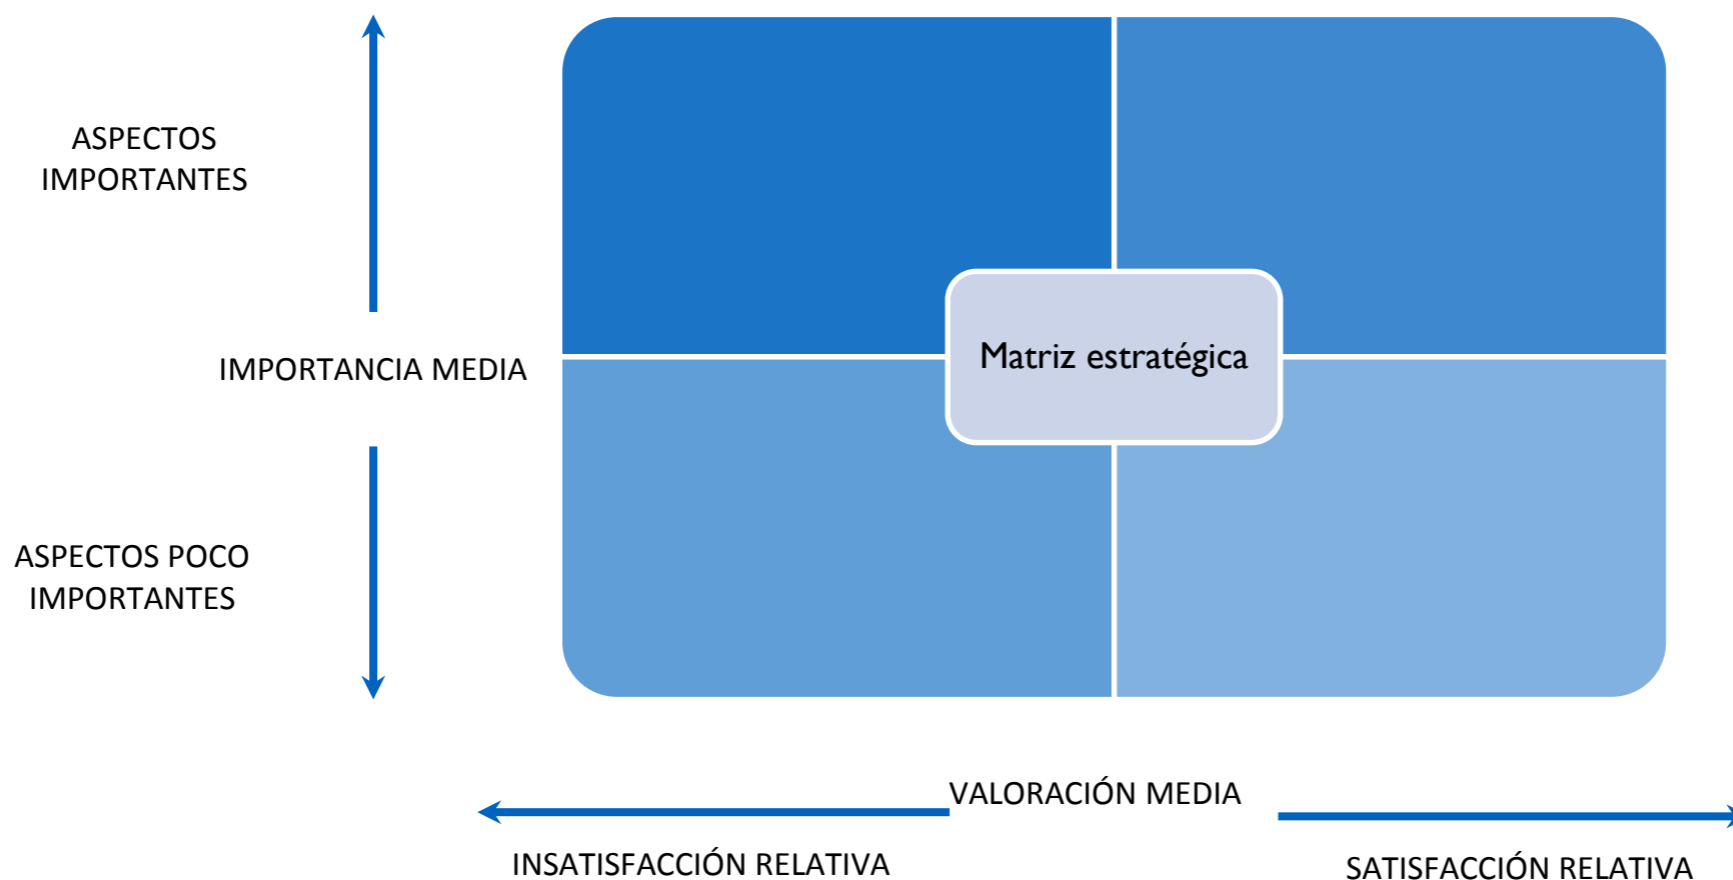 ASPECTOS
IMPORTANTES
Matriz estratégica
IMPORTANCIA MEDIA
ASPECTOS POCO
IMPORTANTES
VALORACIÓN MEDIA
INSATISFACCIÓN RELATIVA
SATISFACCIÓN RELATIVA